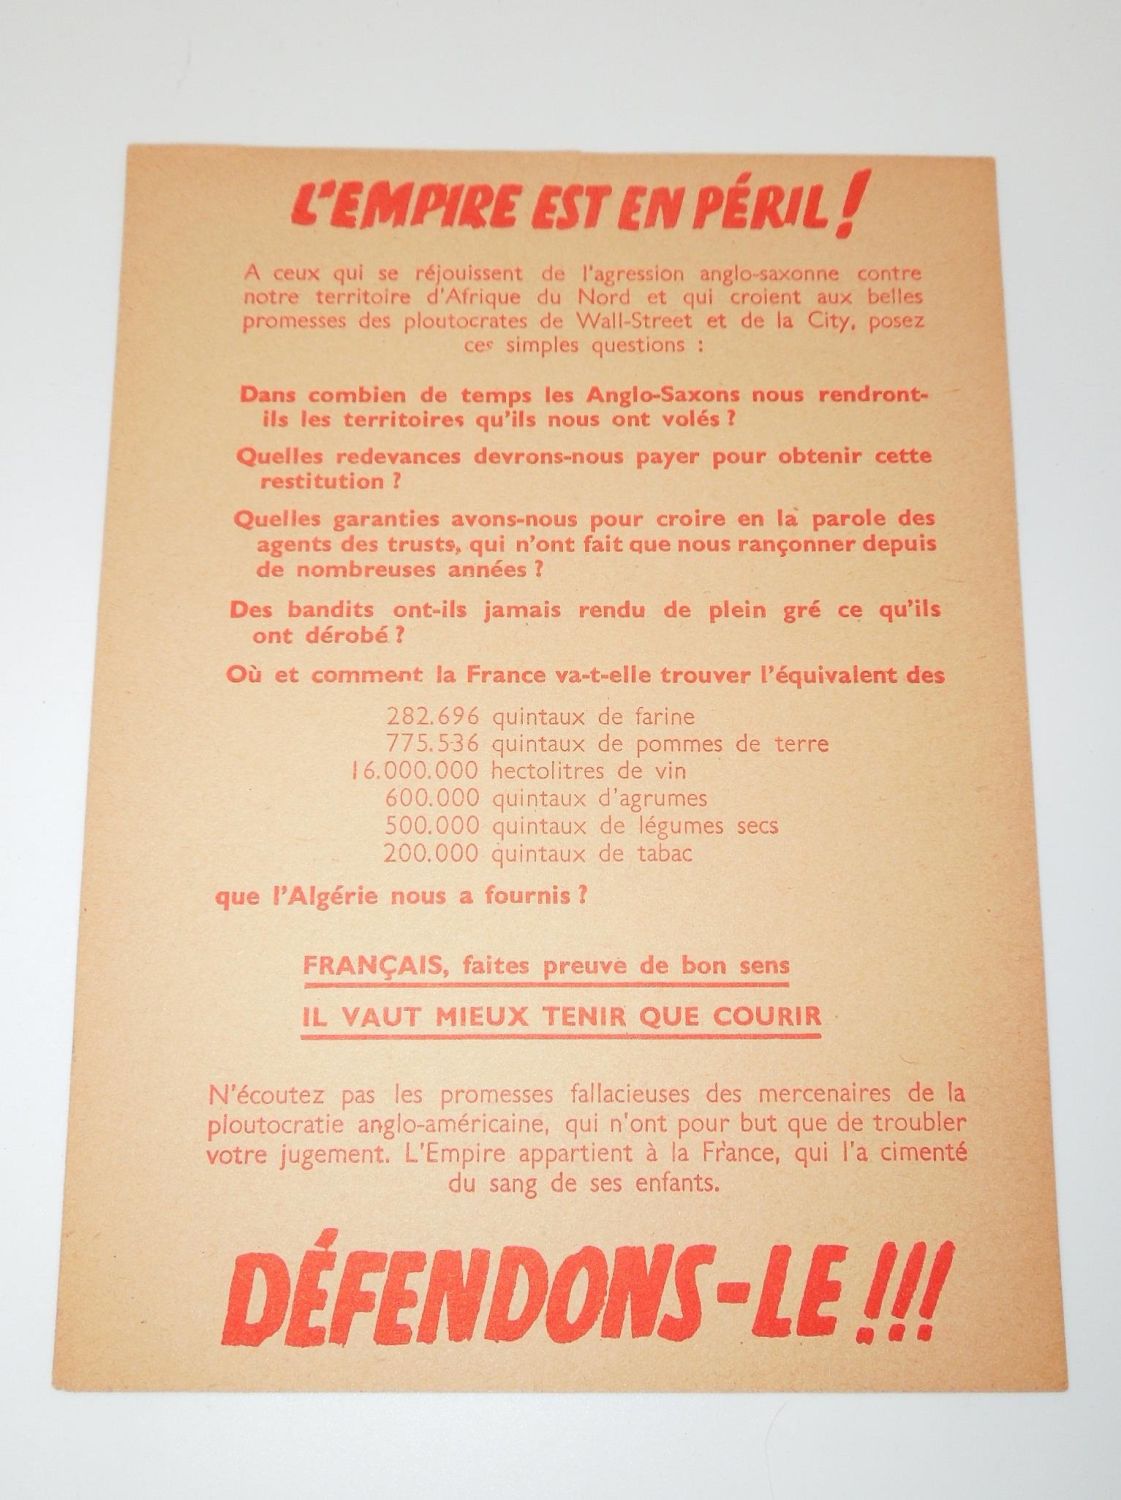 L'EMPIRE EST EN PÉRIL !
A ceux qui se réjouissent de l'agression anglo-saxonne contre
notre territoire d'Afrique du Nord et qui croient aux belles
promesses des ploutocrates de Wall-Street et de la City, posez
ces simples questions :
Dans combien de temps les Anglo-Saxons nous rendront-
ils les territoires qu'ils nous ont volés ?
Quelles redevances devrons-nous payer pour obtenir cette
restitution ?
Quelles garanties avons-nous pour croire en la parole des
agents des trusts, qui n'ont fait que nous rançonner depuis
de nombreuses années ?
Des bandits ont-ils jamais rendu de plein gré ce qu'ils
ont dérobé ?
Où et comment la France va-t-elle trouver l'équivalent des
282.696 quintaux de farine
775.536 quintaux de pommes de terre
16.000.000 hectolitres de vin
600.000 quintaux d'agrumes
500.000 quintaux de légumes secs
200.000 quintaux de tabac
que l'Algérie nous a fournis ?
FRANÇAIS, faites preuve de bon sens
IL VAUT MIEUX TENIR QUE COURIR
N'écoutez pas les promesses fallacieuses des mercenaires de la
ploutocratie anglo-américaine, qui n'ont pour but que de troubler
votre jugement. L'Empire appartient à la France, qui l'a cimenté
du sang de ses enfants.
DÉFENDONS-LE !!!